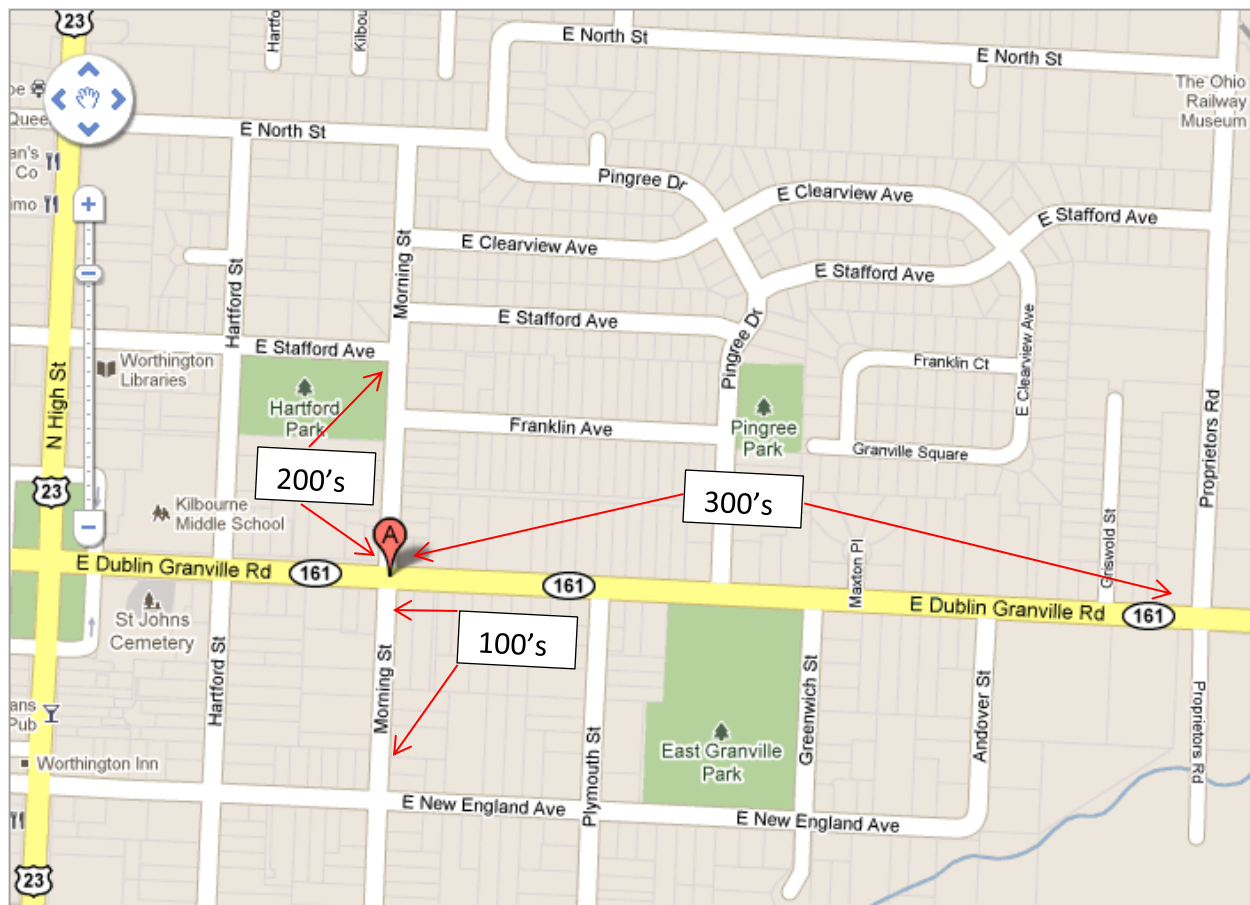 23
E North St
E North St
The Ohio
Railway
Museum
Hartfo
Kilbou
E North St
Pingree Dr
E Clearview Ave
E Stafford Ave
E Clearview Ave
Morning St
Hartford St
E Stafford Ave
E Stafford Ave
E Stafford Ave
Pingree Dr
Franklin Ct
E Clearview Ave
Worthington
Libraries
N High St
Hartford
Park
Franklin Ave
Pingree
Park
Granville Square
Proprietors Rd
200's
300's
23
Kilbourne
Middle School
A
Maxton Pl
Griswold St
E Dublin Granville Rd
161
161
E Dublin Granville Rd
161
St Johns
Cemetery
100's
Hartford St
Morning St
Plymouth St
Greenwich St
Andover St
Proprietors Rd
East Granville
Park
ans
Pub
Worthington Inn
E New England Ave
E New England Ave
23